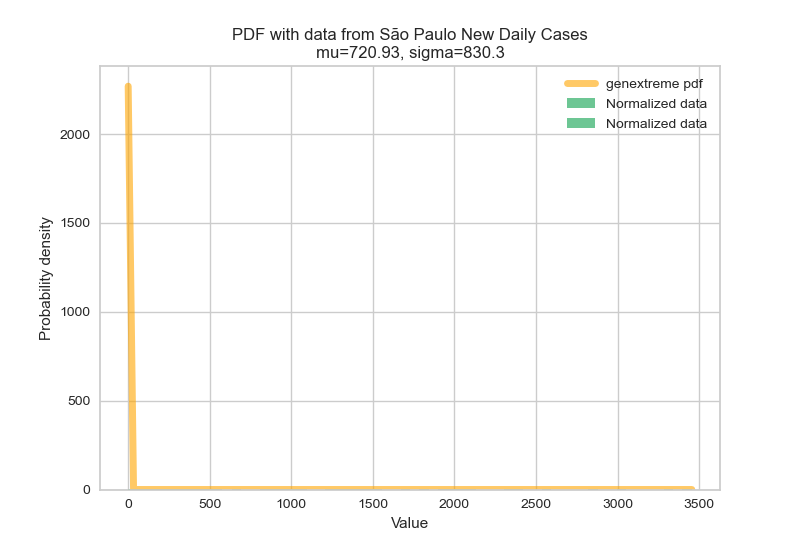 PDF with data from São Paulo New Daily Cases
mu=720.93, sigma=830.3
genextreme pdf
Normalized data
Normalized data
Probability density
2000
1500
1000
500
0
0 500 1000 1500 2000 2500 3000 3500
Value